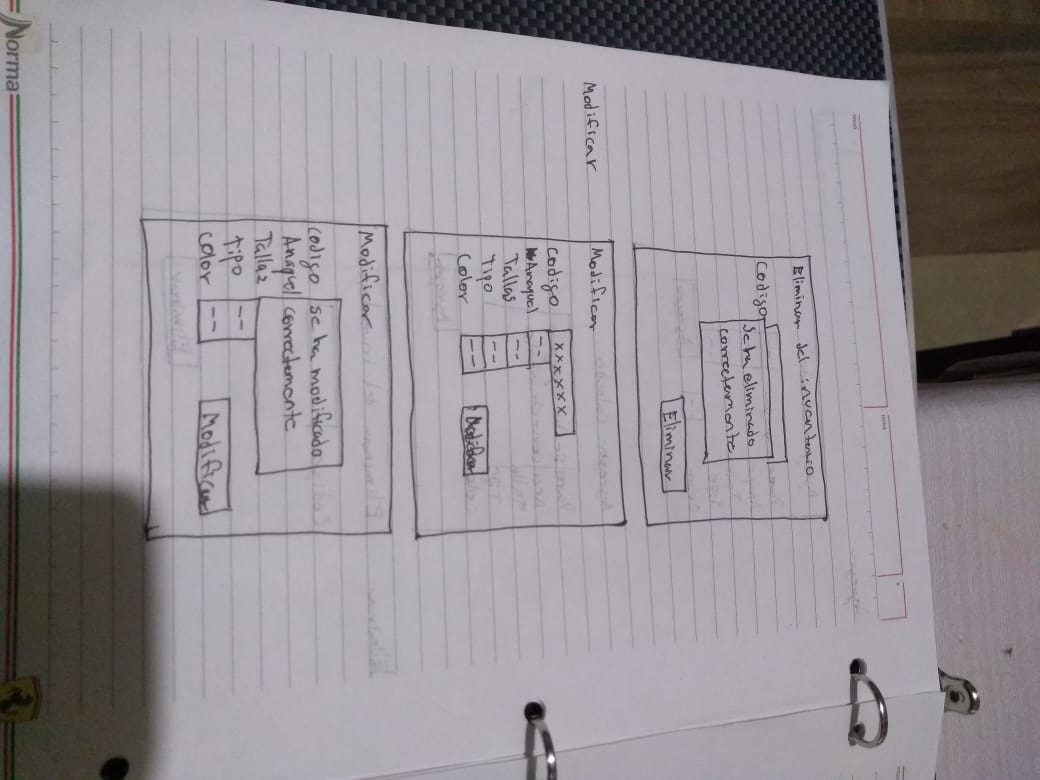 Eliminar del inventario
Codigo
Se ha eliminado
correctamente
Eliminar
Modificar
Modificar
Codigo xxxxxx
Anaquel --
Tallas --
Tipo --
Color --
Modificar
Modificar
Codigo
Anaquel
Tallas
Se ha modificado
correctamente
tipo --
color --
Modificar
Norma